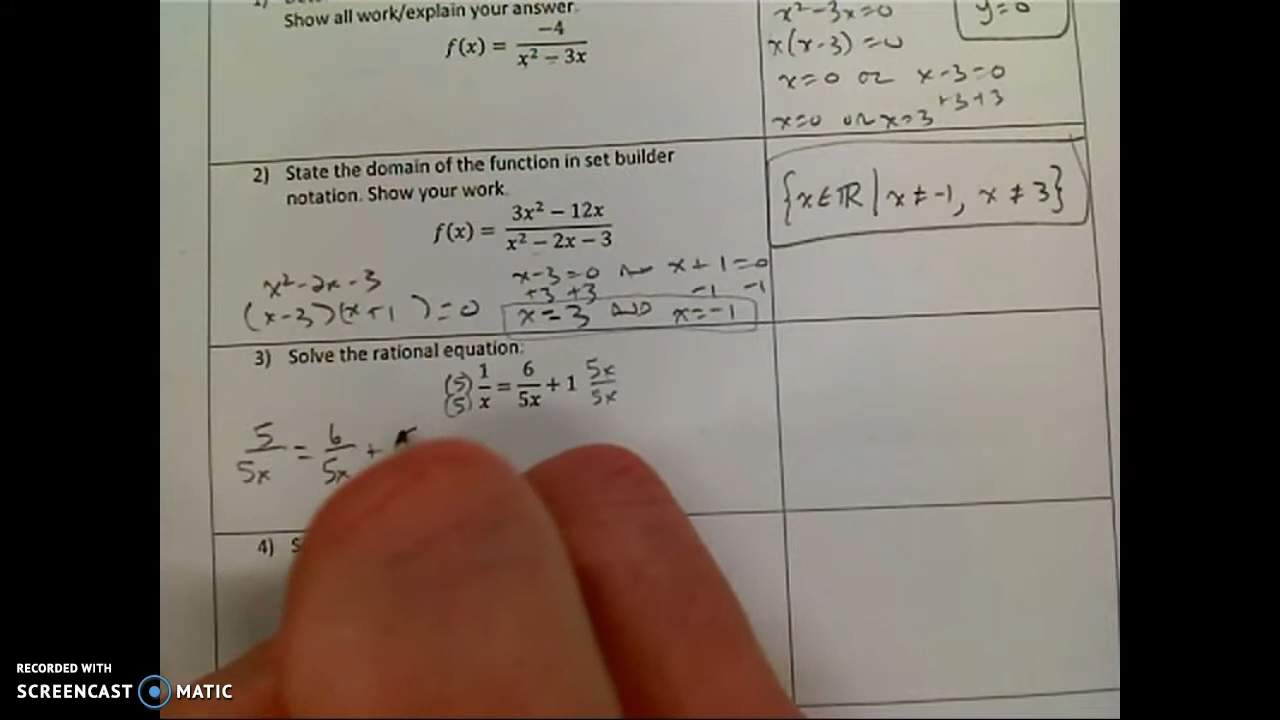 Show all work/explain your answer.
f(x) = -4 / x² - 3x
x²-3x=0
y=0
x(x-3)=0
x=0 or x-3=0
+3 +3
x=0 or x=3
2) State the domain of the function in set builder
notation. Show your work.
f(x) = 3x² - 12x / x² - 2x - 3
{x∈ℝ | x≠-1, x≠3}
x²-2x-3
(x-3)(x+1)=0
x-3=0 x+1=0
+3 +3 -1 -1
x=3 AND x=-1
3) Solve the rational equation:
(5)/(5) 1/x = 6/5x + 1 5x/5x
5/5x = 6/5x +
4) S
RECORDED WITH
SCREENCAST MATIC